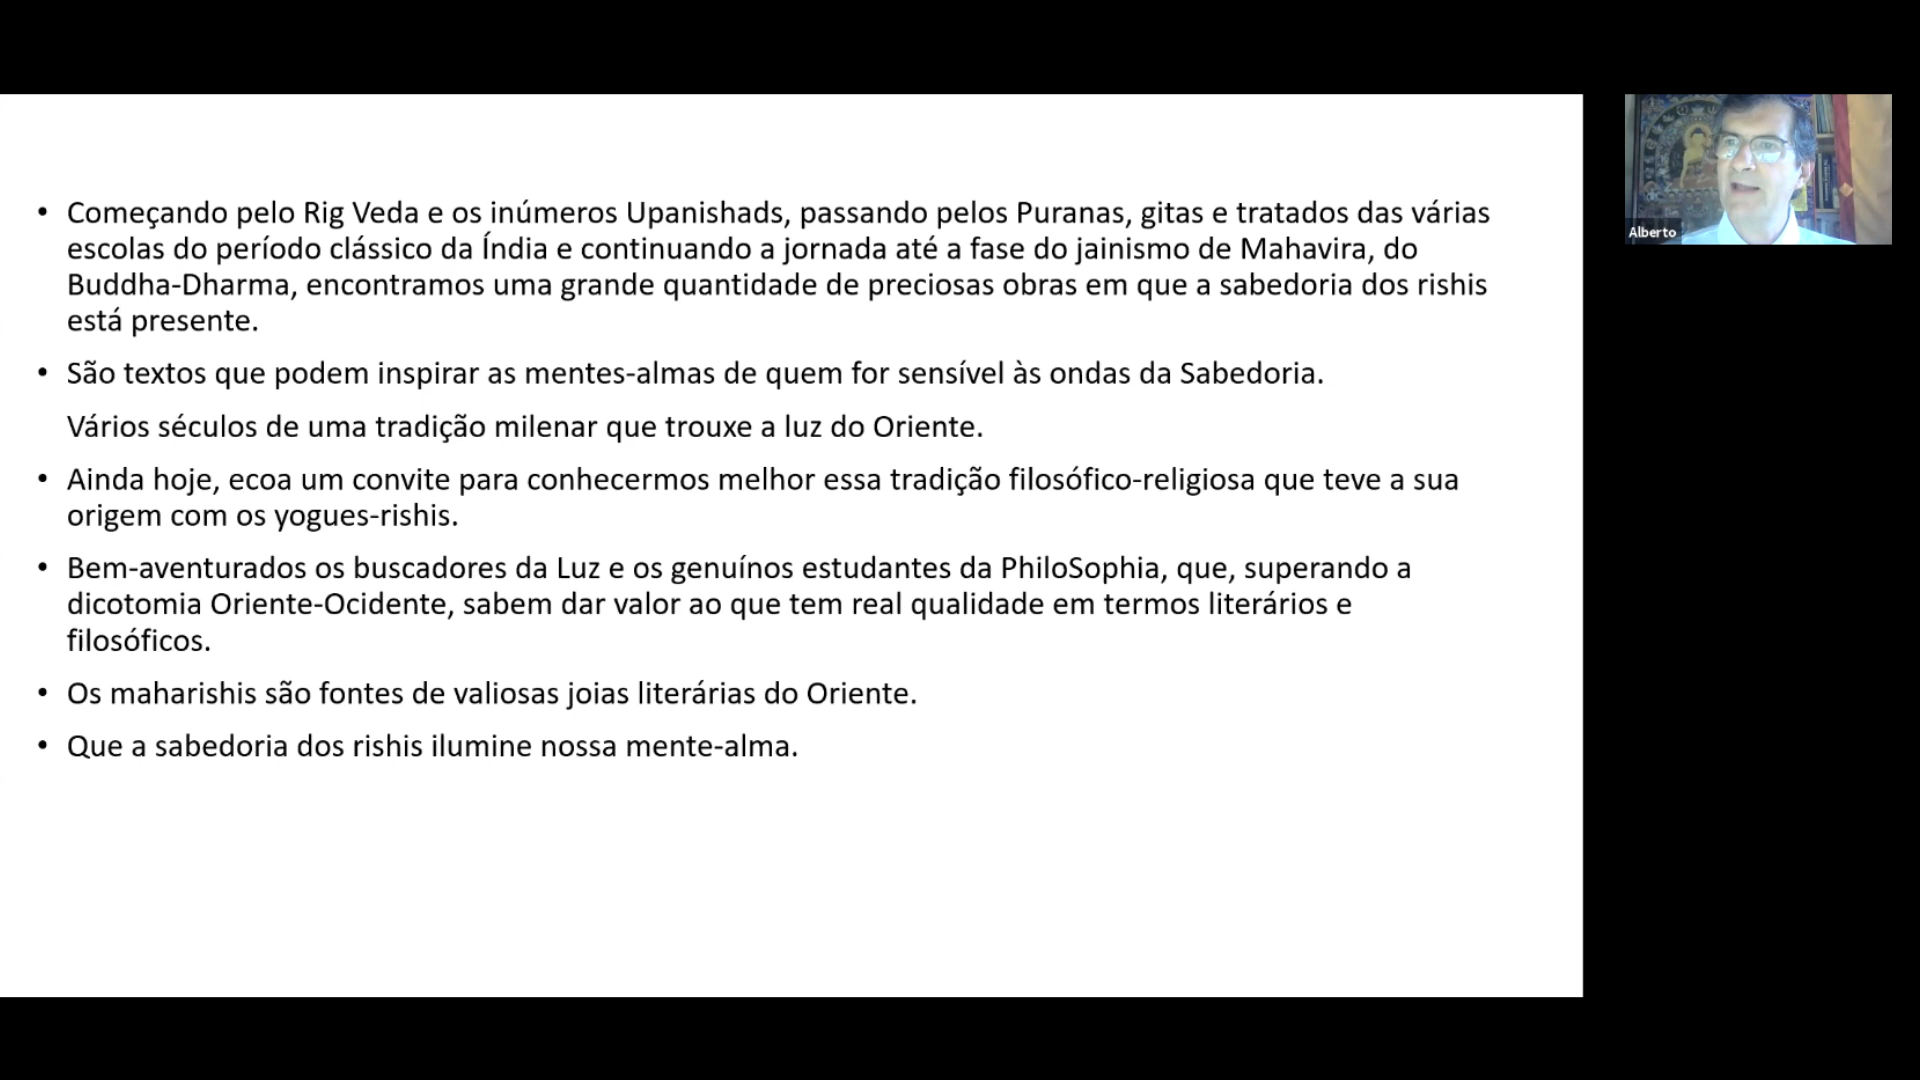 • Começando pelo Rig Veda e os inúmeros Upanishads, passando pelos Puranas, gitas e tratados das várias
escolas do período clássico da Índia e continuando a jornada até a fase do jainismo de Mahavira, do
Buddha-Dharma, encontramos uma grande quantidade de preciosas obras em que a sabedoria dos rishis
está presente.
• São textos que podem inspirar as mentes-almas de quem for sensível às ondas da Sabedoria.
Vários séculos de uma tradição milenar que trouxe a luz do Oriente.
• Ainda hoje, ecoa um convite para conhecermos melhor essa tradição filosófico-religiosa que teve a sua
origem com os yogues-rishis.
• Bem-aventurados os buscadores da Luz e os genuínos estudantes da PhiloSophia, que, superando a
dicotomia Oriente-Ocidente, sabem dar valor ao que tem real qualidade em termos literários e
filosóficos.
• Os maharishis são fontes de valiosas joias literárias do Oriente.
• Que a sabedoria dos rishis ilumine nossa mente-alma.
Alberto